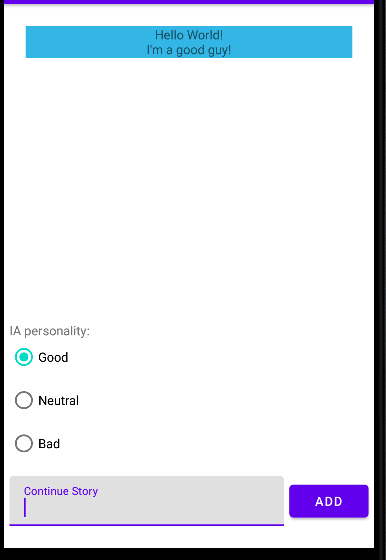 Hello World!
I'm a good guy!
IA personality:
Good
Neutral
Bad
Continue Story
ADD